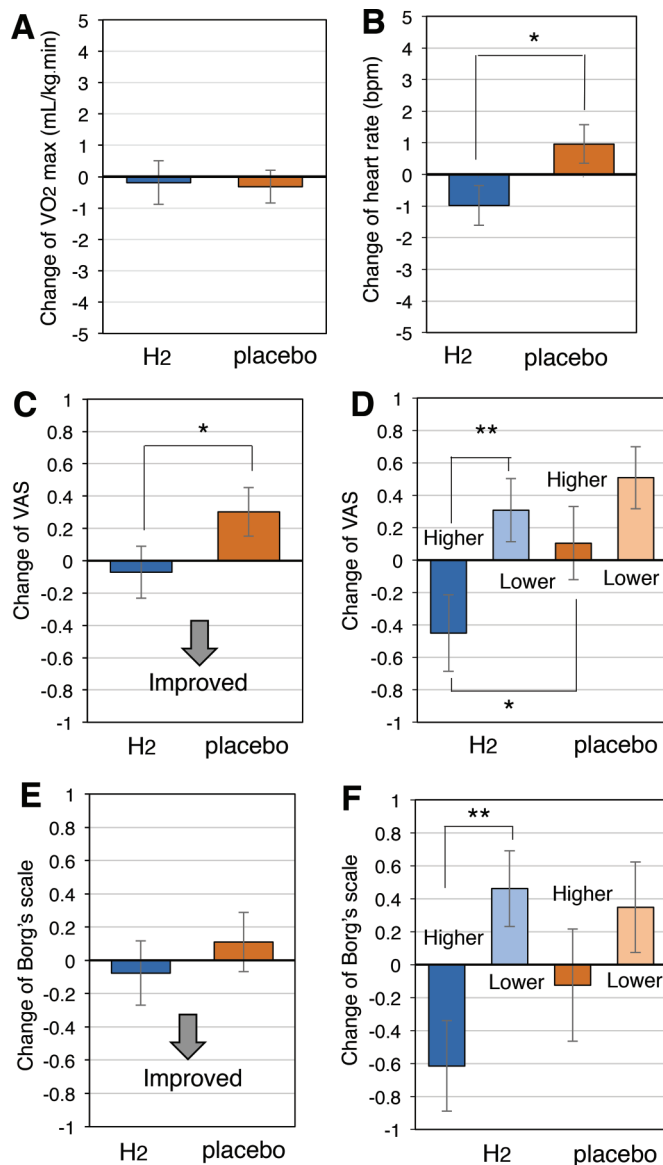 A
Change of VO2 max (mL/kg.min)
5
4
3
2
1
0
-1
-2
-3
-4
-5
H2 placebo
B
Change of heart rate (bpm)
5
4
3
2
1
0
-1
-2
-3
-4
-5
*
H2 placebo
C
Change of VAS
1
0.8
0.6
0.4
0.2
0
-0.2
-0.4
-0.6
-0.8
-1
*
Improved
H2 placebo
D
Change of VAS
1
0.8
0.6
0.4
0.2
0
-0.2
-0.4
-0.6
-0.8
-1
**
Higher
Higher
Lower
Lower
*
H2 placebo
E
Change of Borg's scale
1
0.8
0.6
0.4
0.2
0
-0.2
-0.4
-0.6
-0.8
-1
Improved
H2 placebo
F
Change of Borg's scale
1
0.8
0.6
0.4
0.2
0
-0.2
-0.4
-0.6
-0.8
-1
**
Higher
Higher
Lower
Lower
H2 placebo